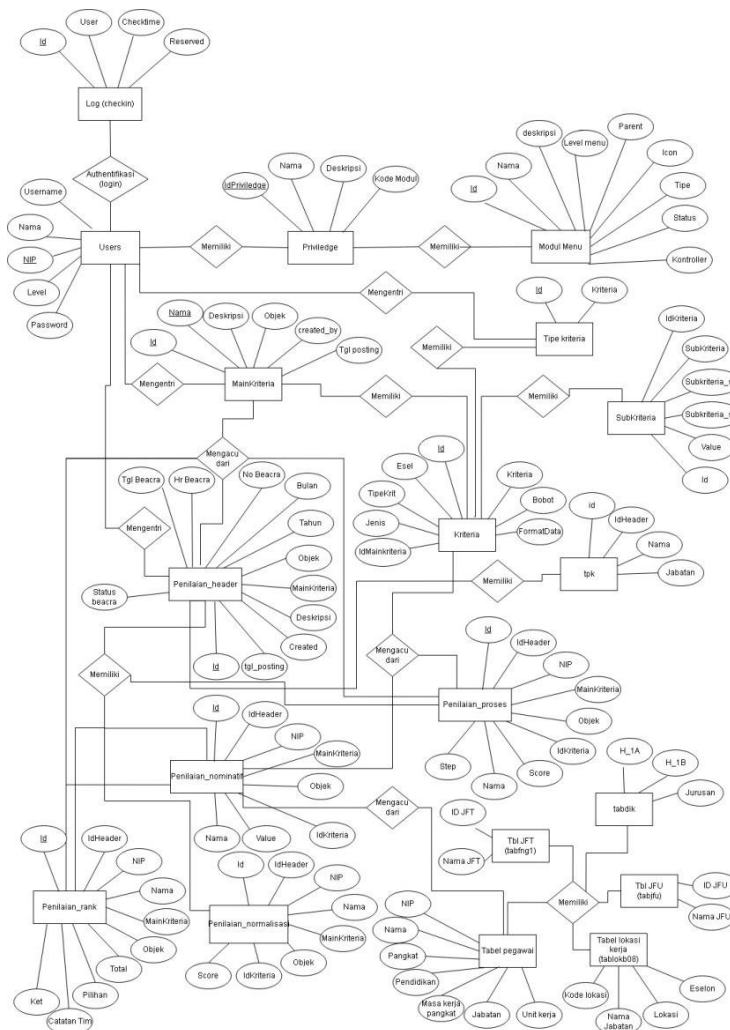 User
Checktime
Id
Reserved
Log (checkin)
Authentifikasi
(login)
Username
Nama
NIP
Level
Password
Users
Memiliki
IdPriviledge
Nama
Deskripsi
Kode Modul
Priviledge
Memiliki
Id
Nama
deskripsi
Level menu
Parent
Icon
Tipe
Status
Kontroller
Modul Menu
Mengentri
Id
Kriteria
Tipe kriteria
Id
Nama
Deskripsi
Objek
created_by
Tgl posting
MainKriteria
Mengentri
Memiliki
Memiliki
Memiliki
IdKriteria
SubKriteria
Subkriteria_s
Subkriteria_s
Value
Id
SubKriteria
Mengacu
dari
Tgl Beacra
Hr Beacra
No Beacra
Bulan
Tahun
Objek
MainKriteria
Deskripsi
Created
tgl_posting
Id
Status
beacra
Penilaian_header
Mengentri
Esel
Id
TipeKrit
Jenis
IdMainkriteria
Kriteria
Bobot
FormatData
Kriteria
Memiliki
id
IdHeader
Nama
Jabatan
tpk
Memiliki
Mengacu
dari
Id
IdHeader
NIP
MainKriteria
Objek
IdKriteria
Score
Nama
Step
Penilaian_proses
Id
IdHeader
NIP
MainKriteria
Objek
IdKriteria
Value
Nama
Penilaian_nominatif
Mengacu
dari
H_1A
H_1B
Jurusan
tabdik
ID JFT
Nama JFT
Tbl JFT
(tabfng1)
Memiliki
Tbl JFU
(tabjfu)
ID JFU
Nama JFU
Tabel lokasi
kerja
(tablokb08)
Kode lokasi
Nama
Jabatan
Lokasi
Eselon
NIP
Nama
Pangkat
Pendidikan
Masa kerja
pangkat
Jabatan
Unit kerja
Tabel pegawai
Id
IdHeader
NIP
Nama
MainKriteria
Objek
Total
Pilihan
Catatan Tim
Ket
Penilaian_rank
Id
IdHeader
NIP
Nama
MainKriteria
Objek
IdKriteria
Score
Penilaian_normalisasi